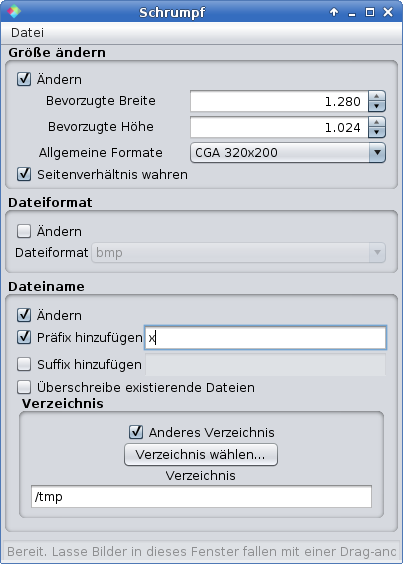 Schrumpf
Datei
Größe ändern
Ändern
Bevorzugte Breite 1.280
Bevorzugte Höhe 1.024
Allgemeine Formate CGA 320x200
Seitenverhältnis wahren
Dateiformat
Ändern
Dateiformat bmp
Dateiname
Ändern
Präfix hinzufügen x
Suffix hinzufügen
Überschreibe existierende Dateien
Verzeichnis
Anderes Verzeichnis
Verzeichnis wählen...
Verzeichnis
/tmp
Bereit. Lasse Bilder in dieses Fenster fallen mit einer Drag-anc